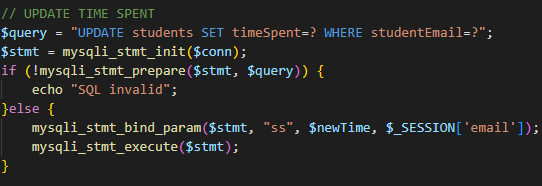 // UPDATE TIME SPENT
$query = "UPDATE students SET timeSpent=? WHERE studentEmail=?";
$stmt = mysqli_stmt_init($conn);
if (!mysqli_stmt_prepare($stmt, $query)) {
    echo "SQL invalid";
}else {
    mysqli_stmt_bind_param($stmt, "ss", $newTime, $_SESSION['email']);
    mysqli_stmt_execute($stmt);
}